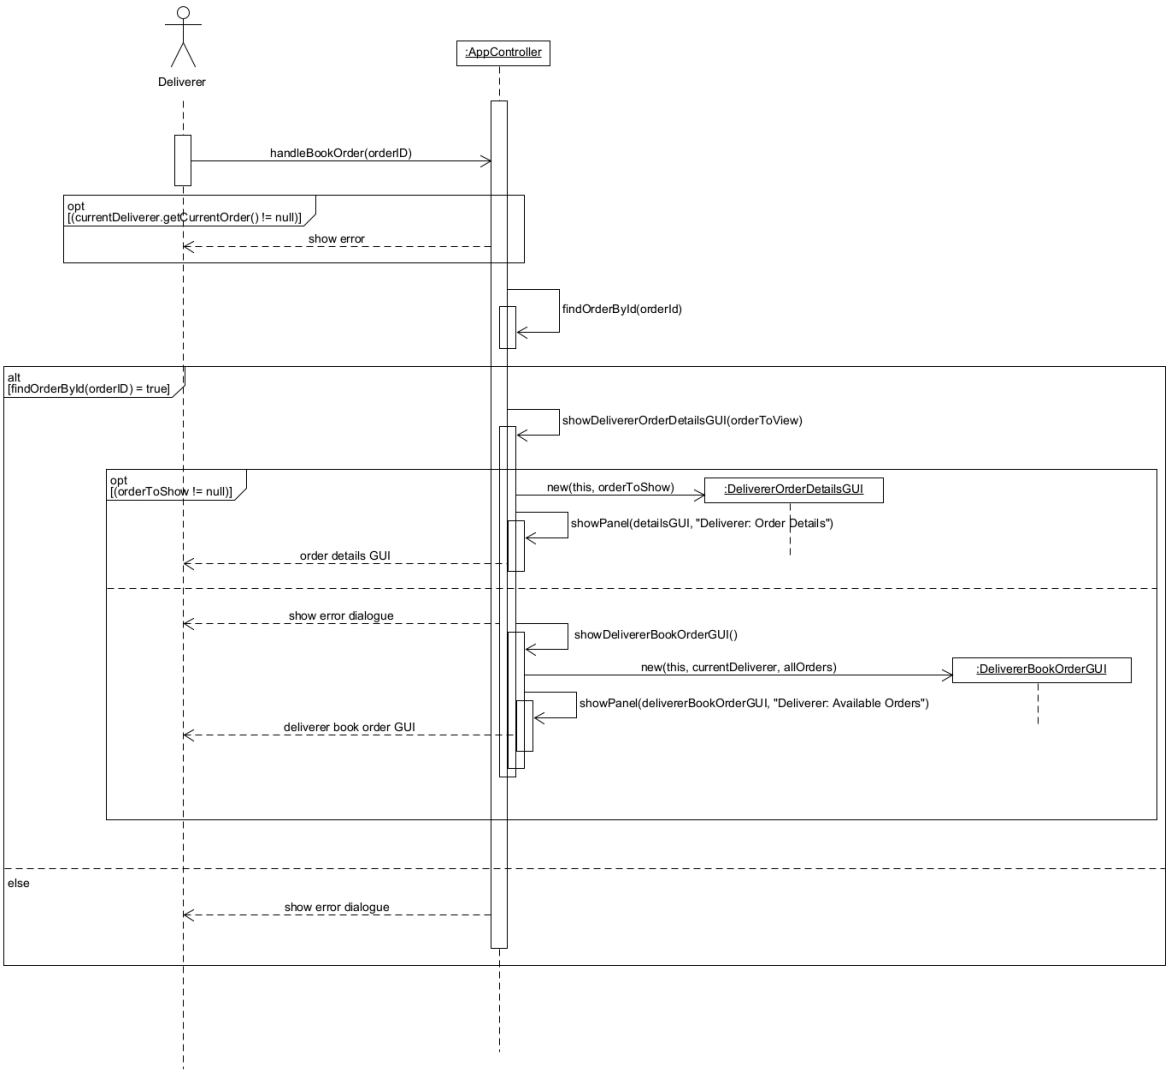 Deliverer
:AppController
handleBookOrder(orderID)
opt
[(currentDeliverer.getCurrentOrder() != null)]
show error
findOrderById(orderId)
alt
[findOrderById(orderID) = true]
showDelivererOrderDetailsGUI(orderToView)
opt
[(orderToShow != null)]
new(this, orderToShow)
:DelivererOrderDetailsGUI
showPanel(detailsGUI, "Deliverer: Order Details")
order details GUI
show error dialogue
showDelivererBookOrderGUI()
new(this, currentDeliverer, allOrders)
:DelivererBookOrderGUI
showPanel(delivererBookOrderGUI, "Deliverer: Available Orders")
deliverer book order GUI
else
show error dialogue